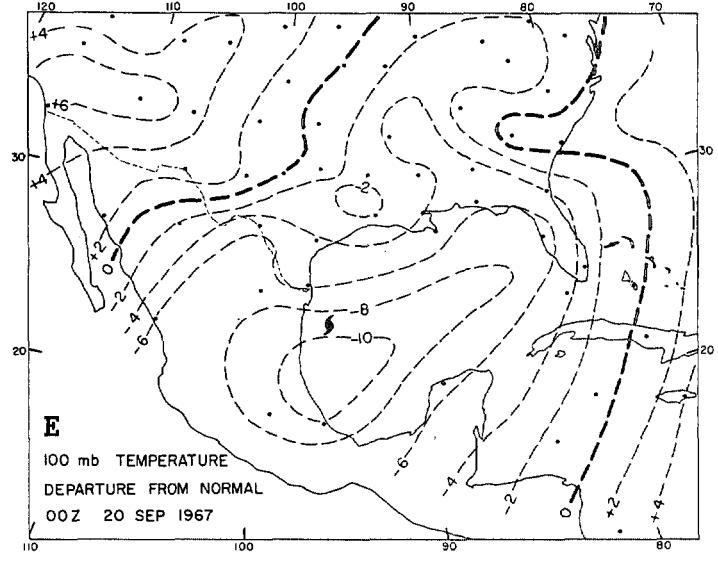 120 110 100 90 80 70
+4
+6
30 30
+4
-2
+2
0
-2
-4
-6
-8
-10
20 20
E
100 mb TEMPERATURE
DEPARTURE FROM NORMAL
00Z 20 SEP 1967
-6 -4 -2 0 +2 +4
110 100 90 80